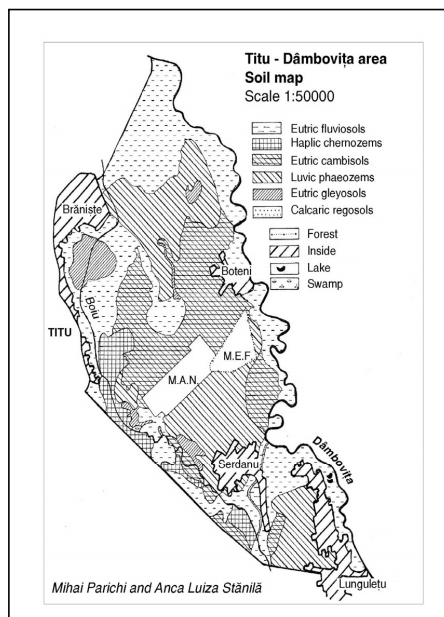 Titu - Dâmbovița area
Soil map
Scale 1:50000
Eutric fluviosols
Haplic chernozems
Eutric cambisols
Luvic phaeozems
Eutric gleyosols
Calcaric regosols
Forest
Inside
Lake
Swamp
Brăniște
Boteni
Boiu
TITU
M.E.F.
M.A.N.
Serdanu
Dâmbovița
Lungulețu
Mihai Parichi and Anca Luiza Stănilă